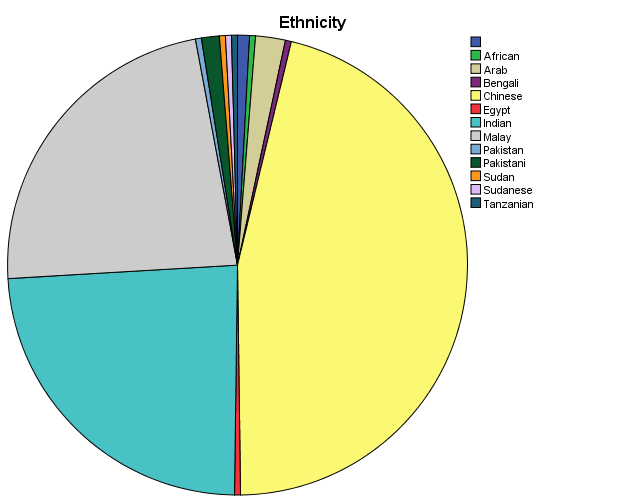 Ethnicity
African
Arab
Bengali
Chinese
Egypt
Indian
Malay
Pakistan
Pakistani
Sudan
Sudanese
Tanzanian